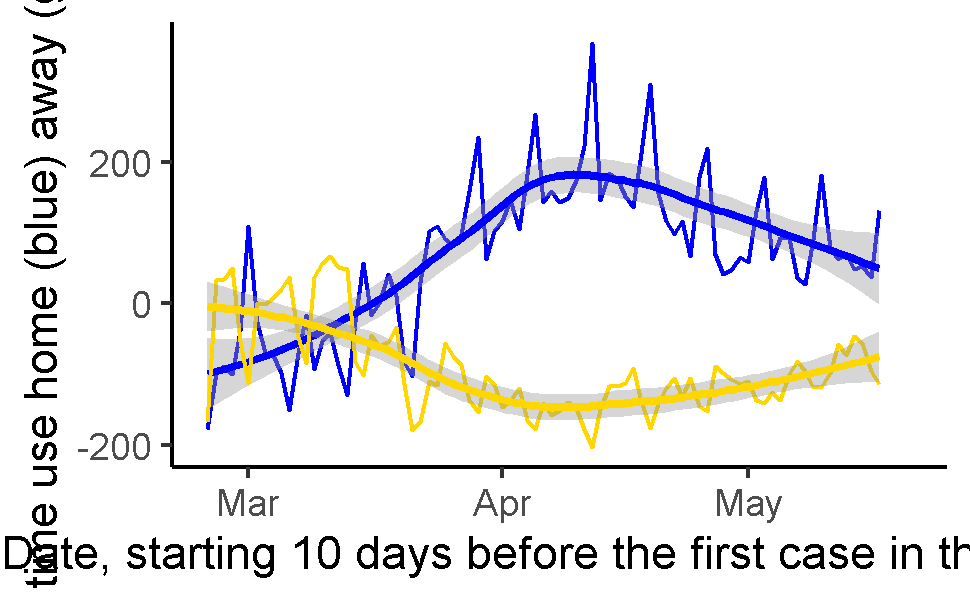 time use home (blue) away (
200
0
-200
Mar Apr May
Date, starting 10 days before the first case in th